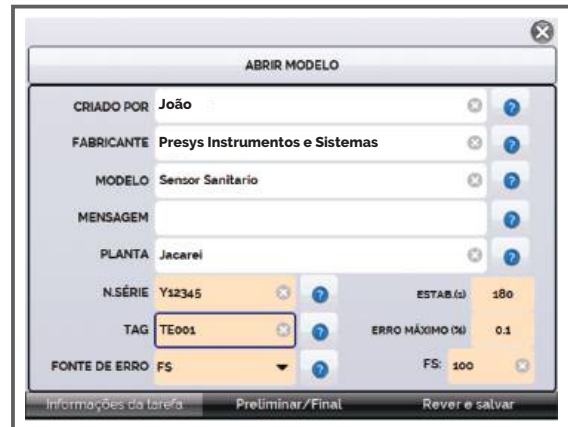 ABRIR MODELO
CRIADO POR João
FABRICANTE Presys Instrumentos e Sistemas
MODELO Sensor Sanitario
MENSAGEM
PLANTA Jacarei
N.SÉRIE Y12345 ESTAB.(s) 180
TAG TE001 ERRO MÁXIMO (%) 0.1
FONTE DE ERRO FS FS: 100
Informações da tarefa Preliminar/Final Rever e salvar